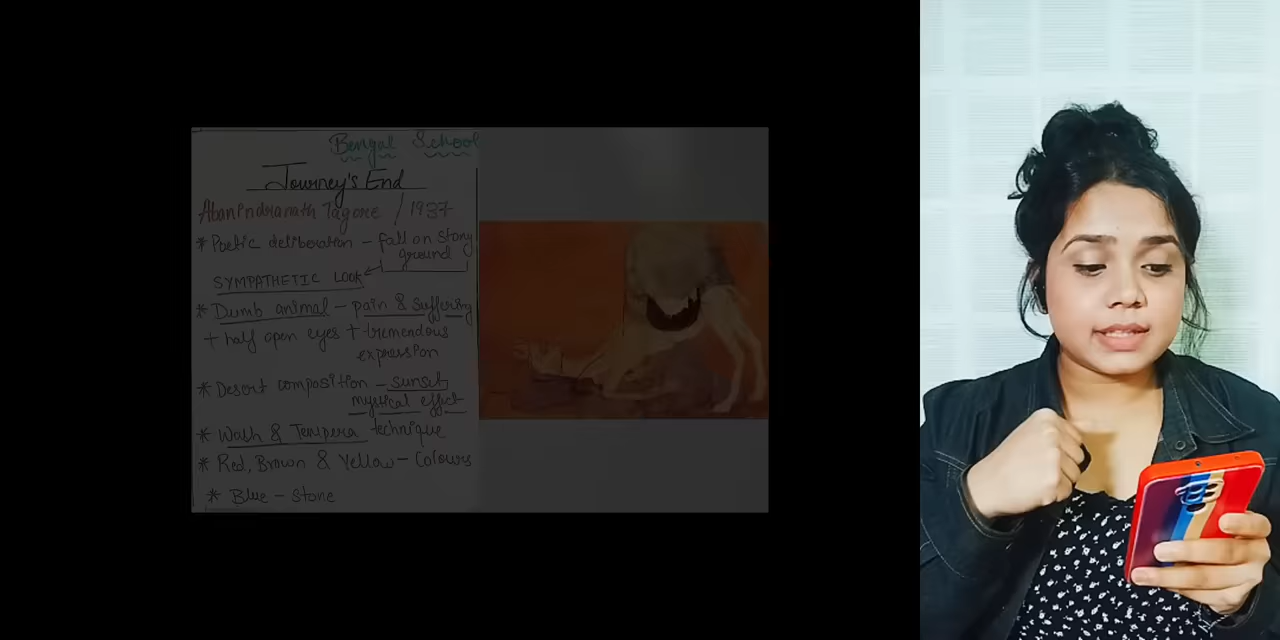 Bengal School
Journey's End
Abanindranath Tagore / 1937
* Poetic deliberation - fall on stony
ground
SYMPATHETIC LOOK
* Dumb animal - pain & suffering
+ half open eyes + tremendous
expression
* Desert composition - sunset
mystical effect
* Wash & Tempera technique
* Red, Brown & Yellow - Colours
* Blue - stone